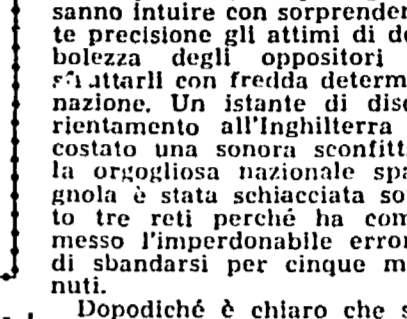 sanno intuire con sorprenden
te precisione gli attimi di de
bolezza degli oppositori
con fredda determi
nazione. Un istante di diso
rientamento all'Inghilterra
costato una sonora sconfitta
la orgogliosa nazionale spa
gnola è stata schiacciata sot
to tre reti perché ha com
messo l'imperdonabile error
di sbandarsi per cinque mi
nuti.
Dopodiché è chiaro che s